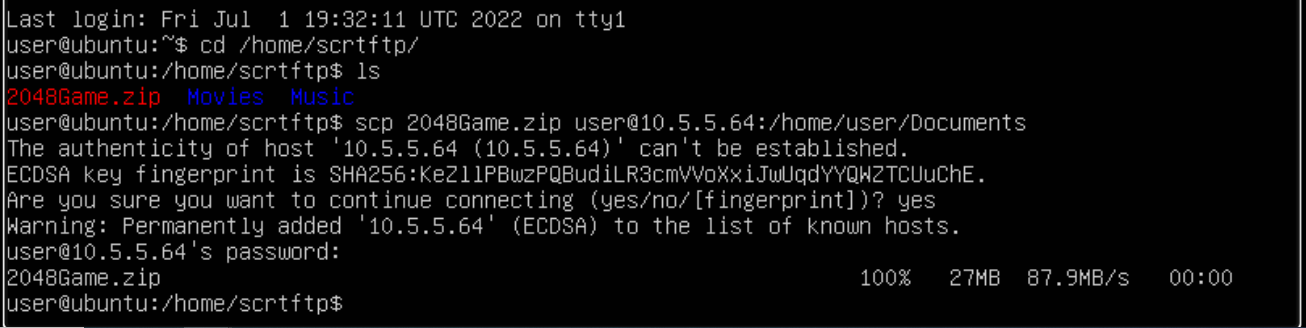 Last login: Fri Jul  1 19:32:11 UTC 2022 on tty1
user@ubuntu:~$ cd /home/scrtftp/
user@ubuntu:/home/scrtftp$ ls
2048Game.zip  Movies  Music
user@ubuntu:/home/scrtftp$ scp 2048Game.zip user@10.5.5.64:/home/user/Documents
The authenticity of host '10.5.5.64 (10.5.5.64)' can't be established.
ECDSA key fingerprint is SHA256:KeZllPBwzPQBudiLR3cmVVoXxiJwUqdYYQWZTCUuChE.
Are you sure you want to continue connecting (yes/no/[fingerprint])? yes
Warning: Permanently added '10.5.5.64' (ECDSA) to the list of known hosts.
user@10.5.5.64's password:
2048Game.zip 100% 27MB 87.9MB/s 00:00
user@ubuntu:/home/scrtftp$